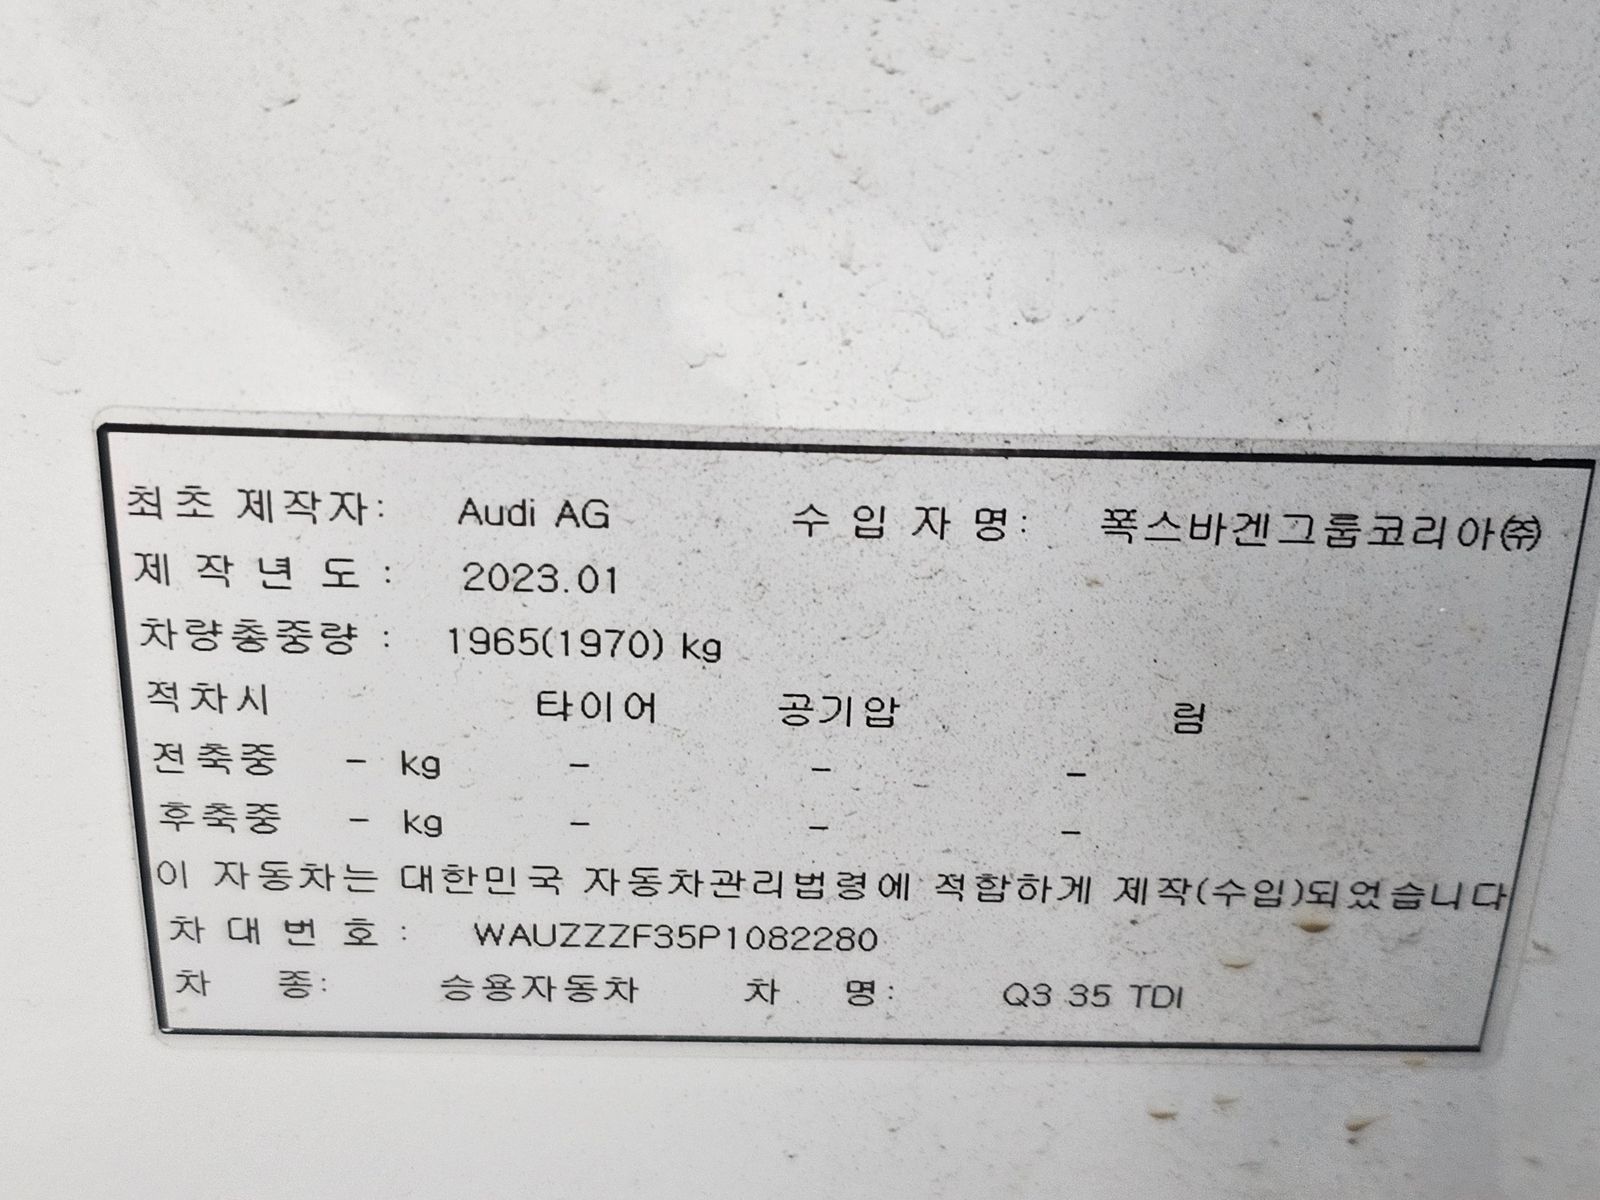 최초 제작자: Audi AG 수 입 자 명: 폭스바겐그룹코리아㈜
제 작 년 도 : 2023.01
차량총중량 : 1965(1970) kg
적차시 타이어 공기압 림
전축중 - kg - - -
후축중 - kg - - -
이 자동차는 대한민국 자동차관리법령에 적합하게 제작(수입)되었습니다
차 대 번 호 : WAUZZZF35P1082280
차 종: 승용자동차 차 명: Q3 35 TDI